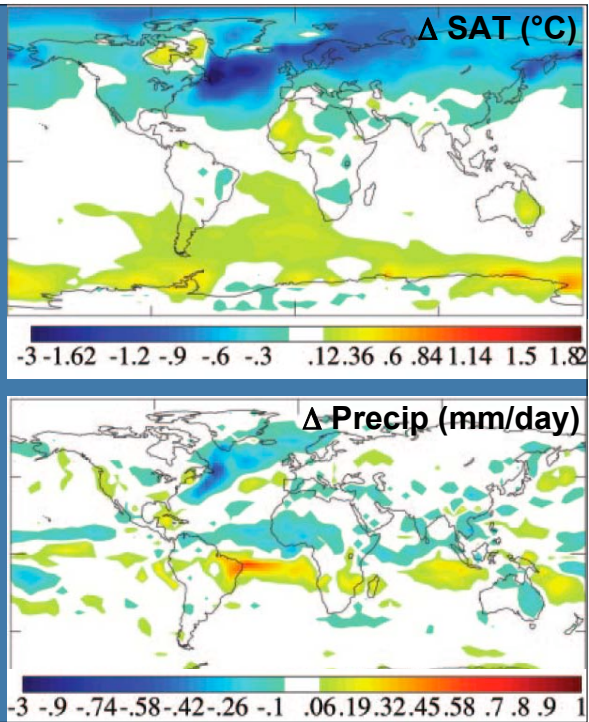 Δ SAT (°C)
-3 -1.62 -1.2 -.9 -.6 -.3 .12.36 .6 .84 1.14 1.5 1.82
Δ Precip (mm/day)
-3 -.9 -.74-.58-.42-.26 -.1 .06.19.32.45.58 .7 .8 .9 1